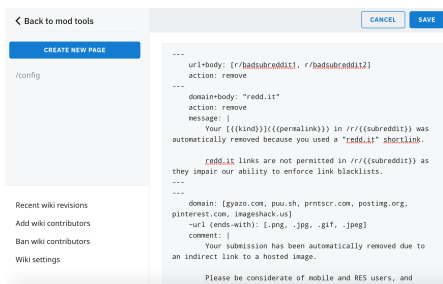 Back to mod tools
CANCEL
SAVE
CREATE NEW PAGE
/config
Recent wiki revisions
Add wiki contributors
Ban wiki contributors
Wiki settings
---
url+body: [r/badsubreddit], r/badsubreddit2]
action: remove
---
domain+body: "redd.it"
action: remove
message: |
Your [{{kind}}]({{permalink}}) in /r/{{subreddit}} was
automatically removed because you used a "redd.it" shortlink.
redd.it links are not permitted in /r/{{subreddit}} as
they impair our ability to enforce link blacklists.
---
---
domain: [gyazo.com, puu.sh, prntscr.com, postimg.org,
pinterest.com, imageshack.us]
~url (ends-with): [.png, .jpg, .gif, .jpeg]
comment: |
Your submission has been automatically removed due to
an indirect link to a hosted image.
Please be considerate of mobile and RES users, and